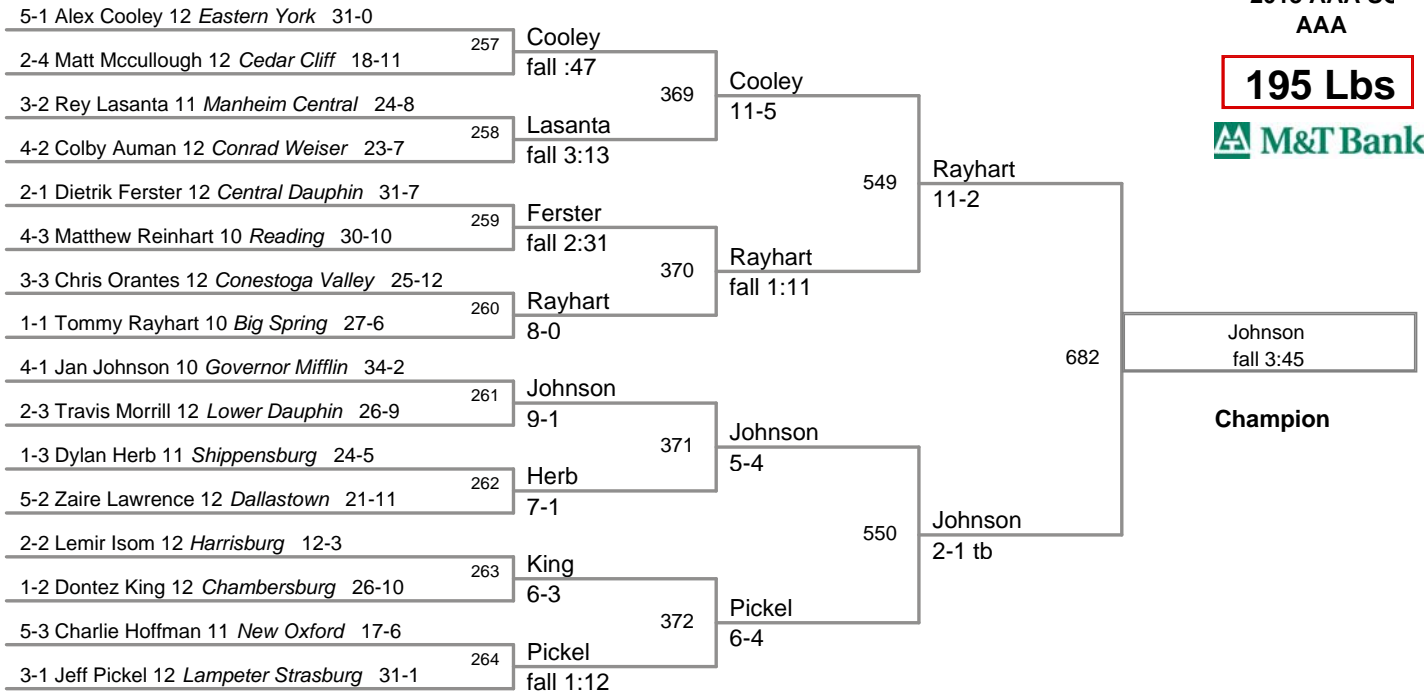 AAA
195 Lbs
M&T Bank
5-1 Alex Cooley 12 Eastern York 31-0
257
Cooley
fall :47
2-4 Matt Mccullough 12 Cedar Cliff 18-11
369
Cooley
11-5
3-2 Rey Lasanta 11 Manheim Central 24-8
258
Lasanta
fall 3:13
4-2 Colby Auman 12 Conrad Weiser 23-7
549
Rayhart
11-2
2-1 Dietrik Ferster 12 Central Dauphin 31-7
259
Ferster
fall 2:31
4-3 Matthew Reinhart 10 Reading 30-10
370
Rayhart
fall 1:11
3-3 Chris Orantes 12 Conestoga Valley 25-12
260
Rayhart
8-0
1-1 Tommy Rayhart 10 Big Spring 27-6
682
Johnson
fall 3:45
Champion
4-1 Jan Johnson 10 Governor Mifflin 34-2
261
Johnson
9-1
2-3 Travis Morrill 12 Lower Dauphin 26-9
371
Johnson
5-4
1-3 Dylan Herb 11 Shippensburg 24-5
262
Herb
7-1
5-2 Zaire Lawrence 12 Dallastown 21-11
550
Johnson
2-1 tb
2-2 Lemir Isom 12 Harrisburg 12-3
263
King
6-3
1-2 Dontez King 12 Chambersburg 26-10
372
Pickel
6-4
5-3 Charlie Hoffman 11 New Oxford 17-6
264
Pickel
fall 1:12
3-1 Jeff Pickel 12 Lampeter Strasburg 31-1